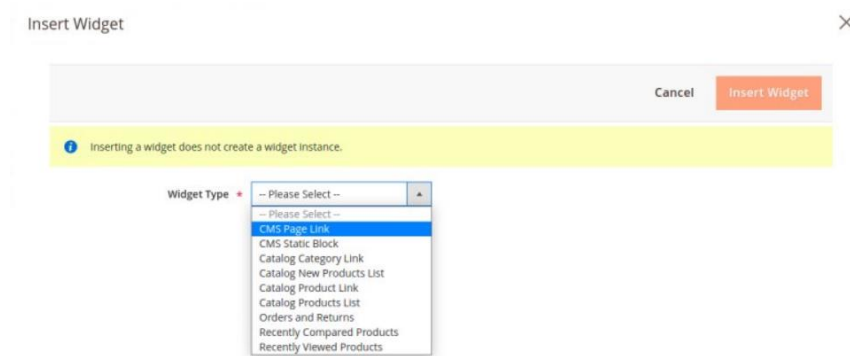 Insert Widget
Cancel
Insert Widget
Inserting a widget does not create a widget instance.
Widget Type *
-- Please Select --
-- Please Select --
CMS Page Link
CMS Static Block
Catalog Category Link
Catalog New Products List
Catalog Product Link
Catalog Products List
Orders and Returns
Recently Compared Products
Recently Viewed Products